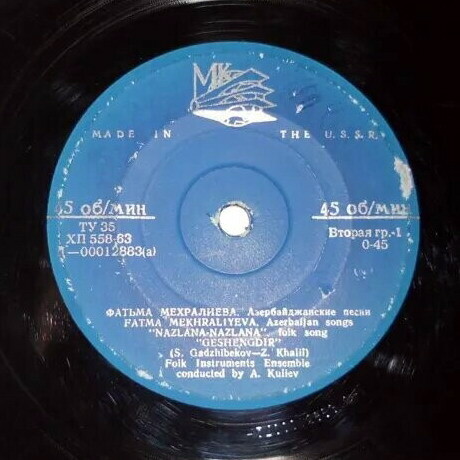 МК
MADE IN THE U.S.S.R.
45 об/мин 45 об/мин
ТУ 35
ХП 558-63
Вторая гр.-1
—00012883(а)
0-45
ФАТЬМА МЕХРАЛИЕВА, Азербайджанские песни
FATMA MEKHRALIYEVA, Azerbaijan songs
"NAZLANA-NAZLANA", folk song
"GESHENGDIR"
(S. Gadzhibekov—Z. Khalil)
Folk Instruments Ensemble
conducted by A. Kuliev